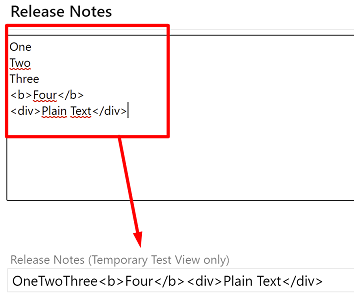 Release Notes
One
Two
Three
<b>Four</b>
<div>Plain Text</div>
Release Notes (Temporary Test View only)
OneTwoThree<b>Four</b><div>Plain Text</div>